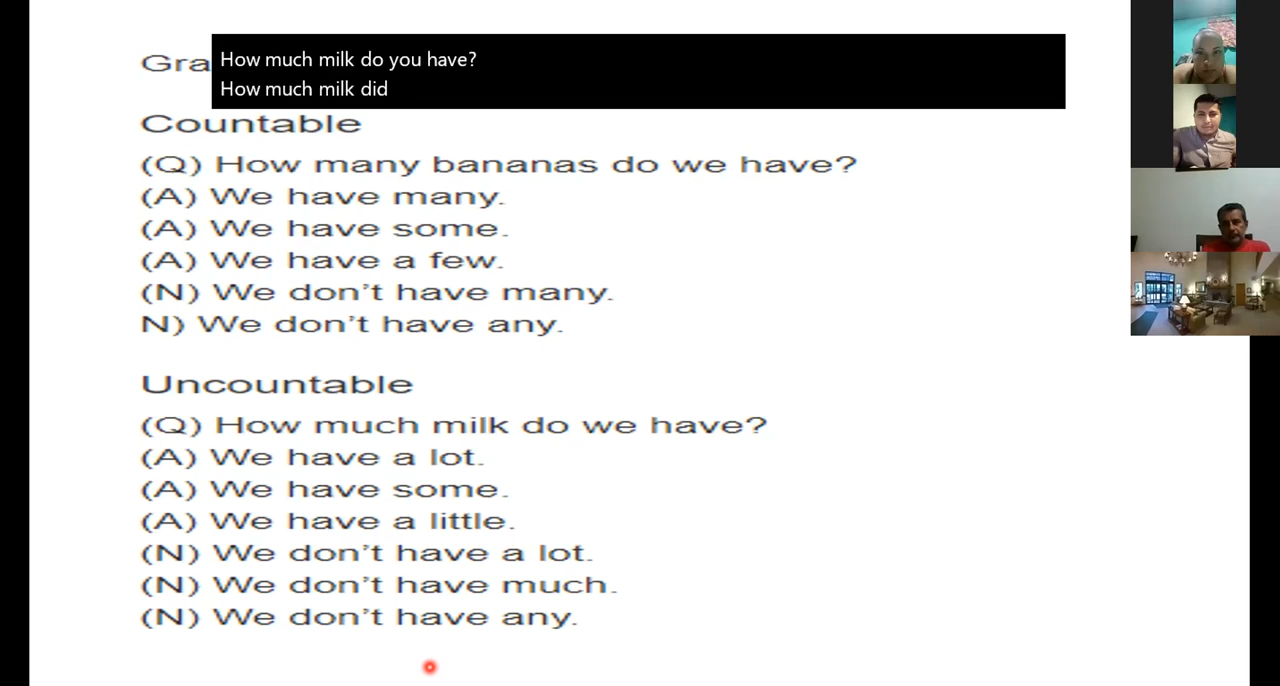 How much milk do you have?
How much milk did
Gra
Countable
(Q) How many bananas do we have?
(A) We have many.
(A) We have some.
(A) We have a few.
(N) We don't have many.
N) We don't have any.
Uncountable
(Q) How much milk do we have?
(A) We have a lot.
(A) We have some.
(A) We have a little.
(N) We don't have a lot.
(N) We don't have much.
(N) We don't have any.